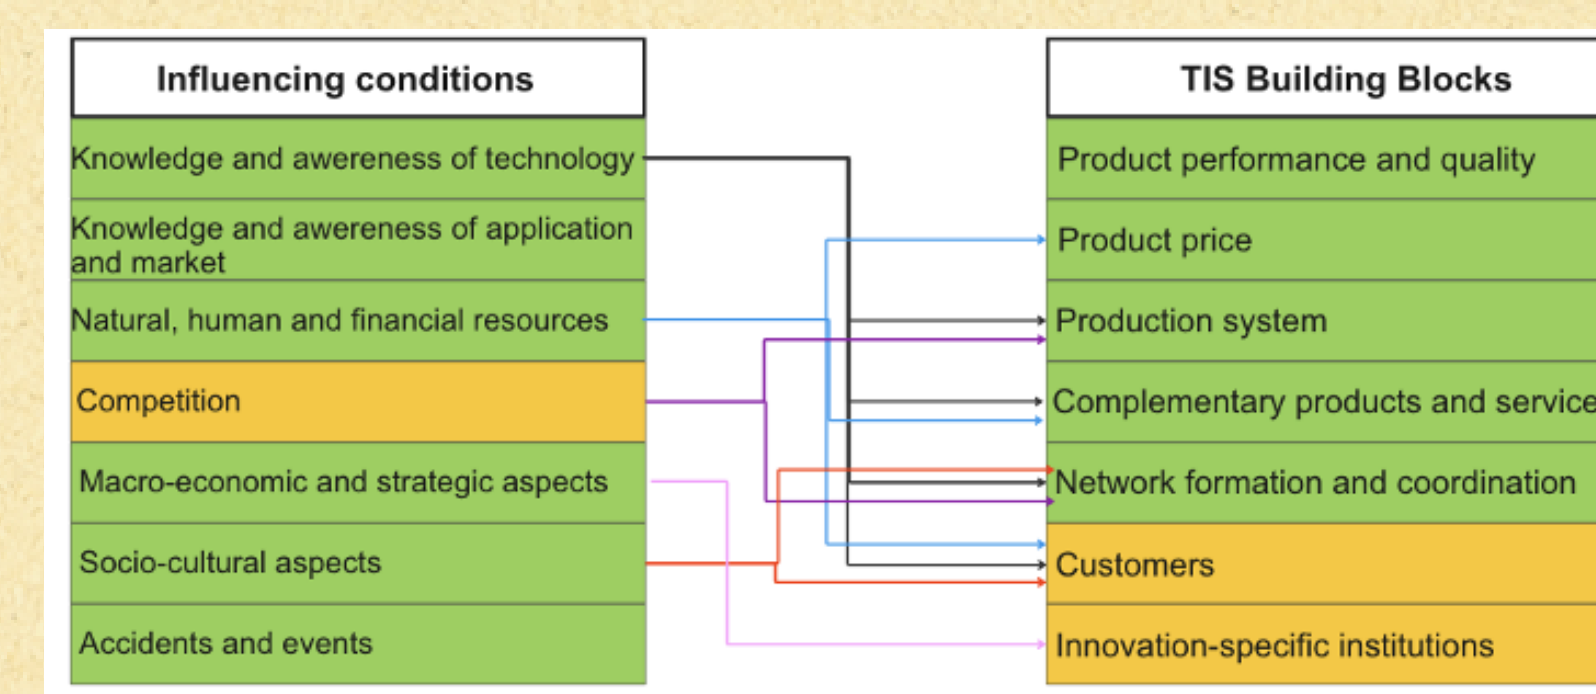 Influencing conditions
Knowledge and awereness of technology
Knowledge and awereness of application
and market
Natural, human and financial resources
Competition
Macro-economic and strategic aspects
Socio-cultural aspects
Accidents and events
TIS Building Blocks
Product performance and quality
Product price
Production system
Complementary products and service
Network formation and coordination
Customers
Innovation-specific institutions